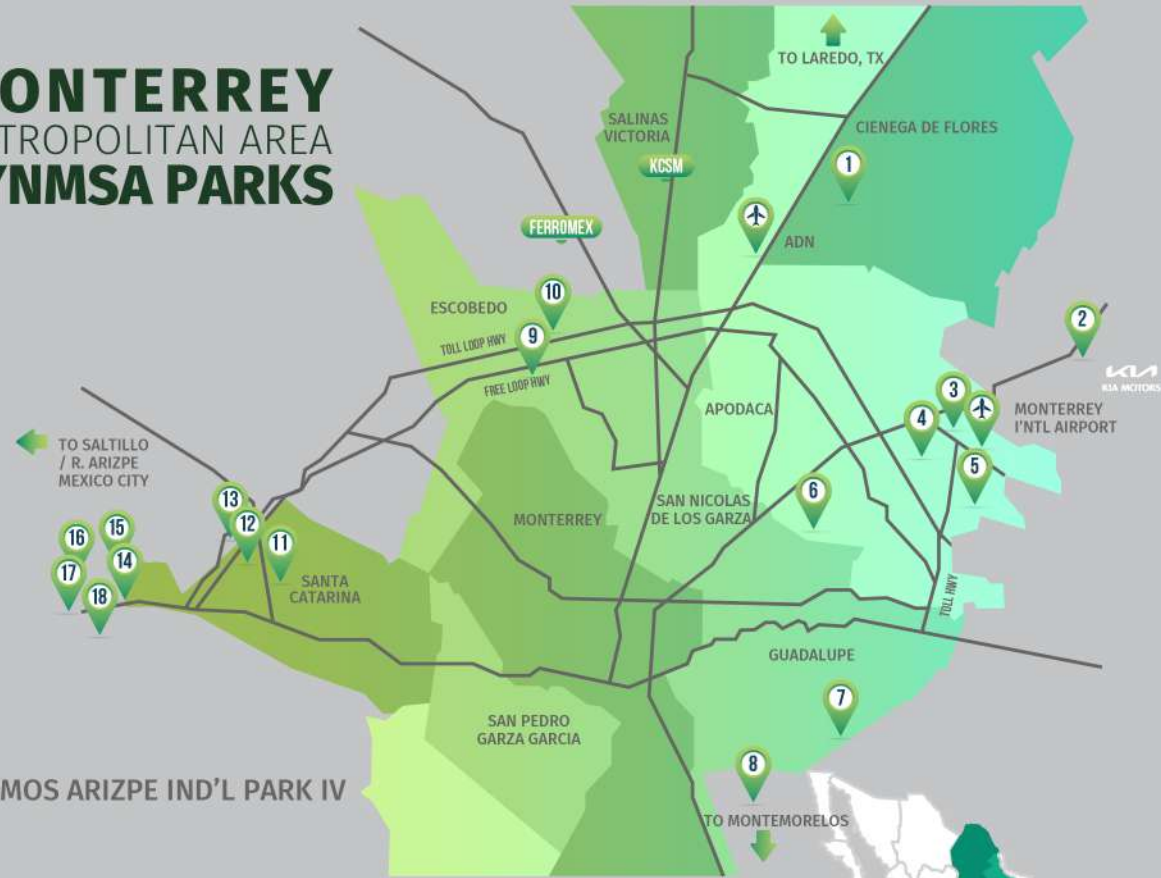 ONTERREY
TROPOLITAN AREA
YNMSA PARKS
TO LAREDO, TX
SALINAS
VICTORIA
CIENEGA DE FLORES
1
KCSM
FERROMEX
ADN
10
ESCOBEDO
2
9
TOLL LOOP HWY
KIA
KIA MOTORS
FREE LOOP HWY
3
4
APODACA
MONTERREY
I'NTL AIRPORT
TO SALTILLO
/ R. ARIZPE
MEXICO CITY
5
13
6
SAN NICOLAS
DE LOS GARZA
12
MONTERREY
15
16
11
14
17
SANTA
CATARINA
18
TOLL HWY
GUADALUPE
7
SAN PEDRO
GARZA GARCIA
8
MOS ARIZPE IND'L PARK IV
TO MONTEMORELOS